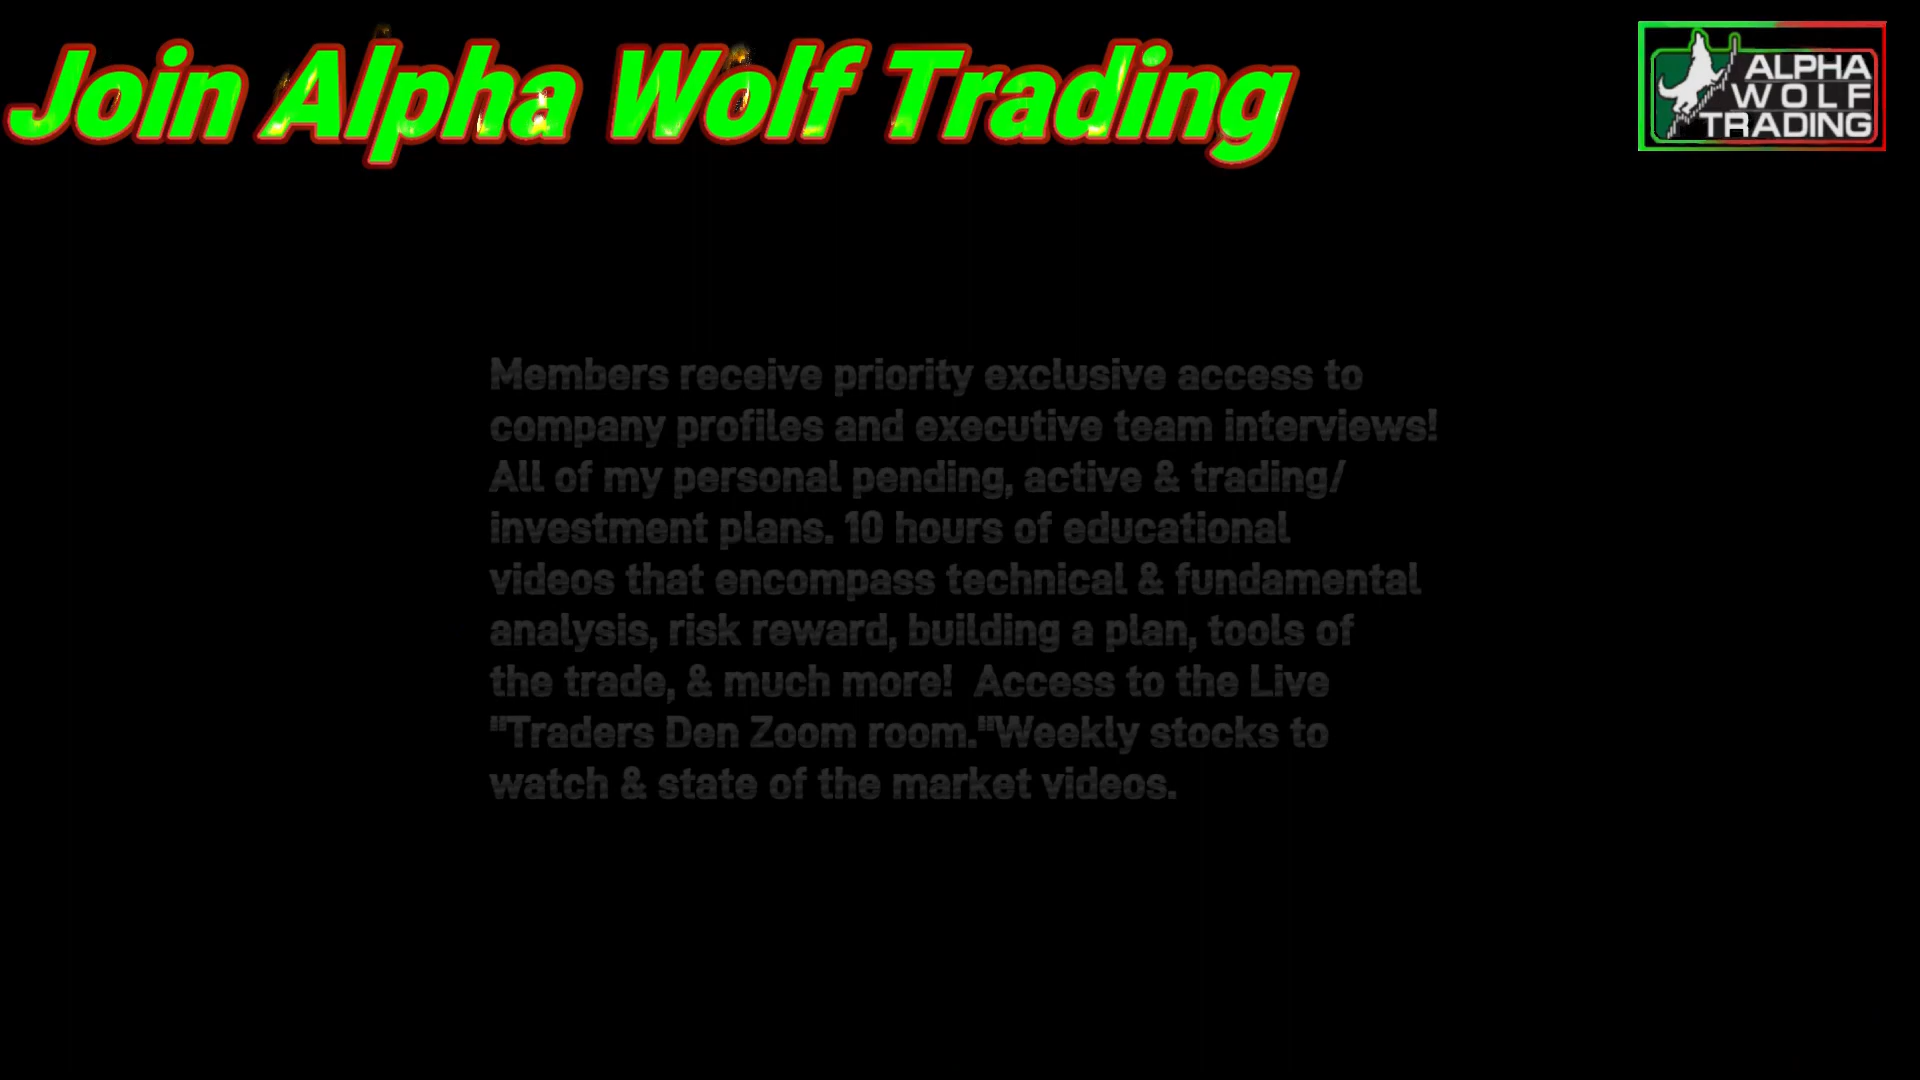 Join Alpha Wolf Trading
ALPHA
WOLF
TRADING
Members receive priority exclusive access to
company profiles and executive team interviews!
All of my personal pending, active & trading/
investment plans. 10 hours of educational
videos that encompass technical & fundamental
analysis, risk reward, building a plan, tools of
the trade, & much more!  Access to the Live
"Traders Den Zoom room."Weekly stocks to
watch & state of the market videos.